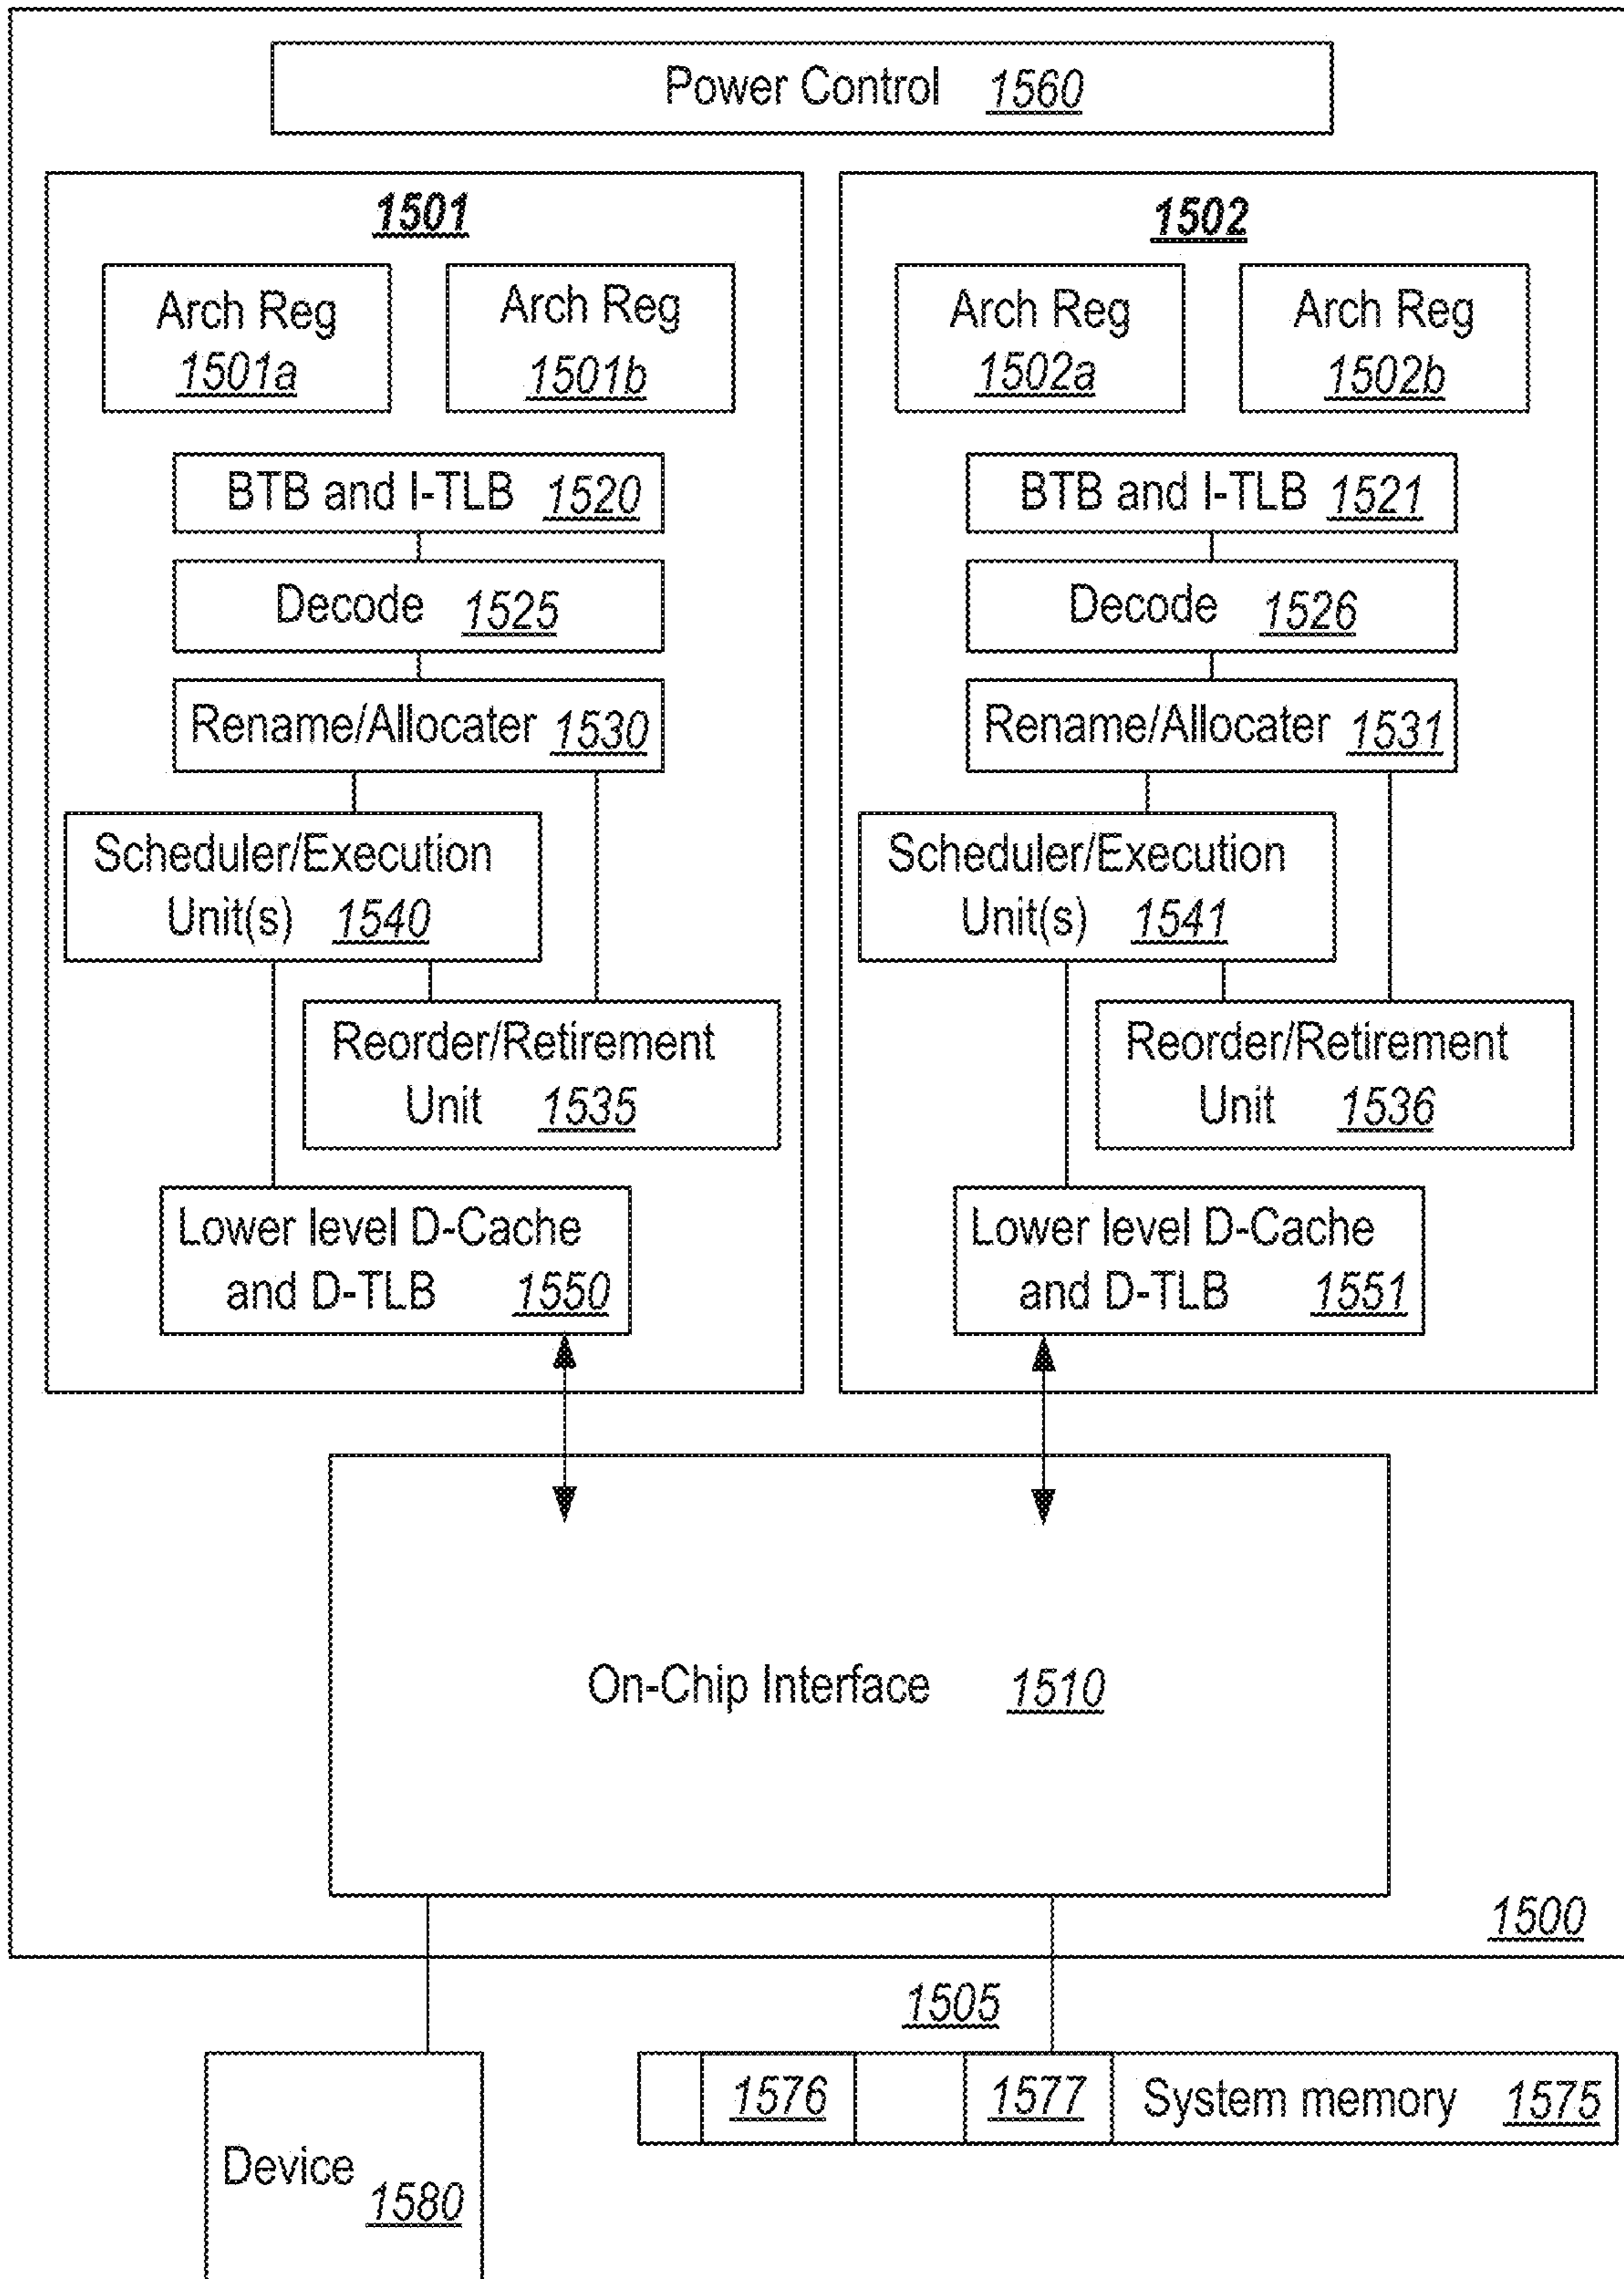 Power Control 1560
1501
Arch Reg
1501a
Arch Reg
1501b
BTB and I-TLB 1520
Decode 1525
Rename/Allocater 1530
Scheduler/Execution
Unit(s) 1540
Reorder/Retirement
Unit 1535
Lower level D-Cache
and D-TLB 1550
1502
Arch Reg
1502a
Arch Reg
1502b
BTB and I-TLB 1521
Decode 1526
Rename/Allocater 1531
Scheduler/Execution
Unit(s) 1541
Reorder/Retirement
Unit 1536
Lower level D-Cache
and D-TLB 1551
On-Chip Interface 1510
1500
1505
1576 1577 System memory 1575
Device 1580